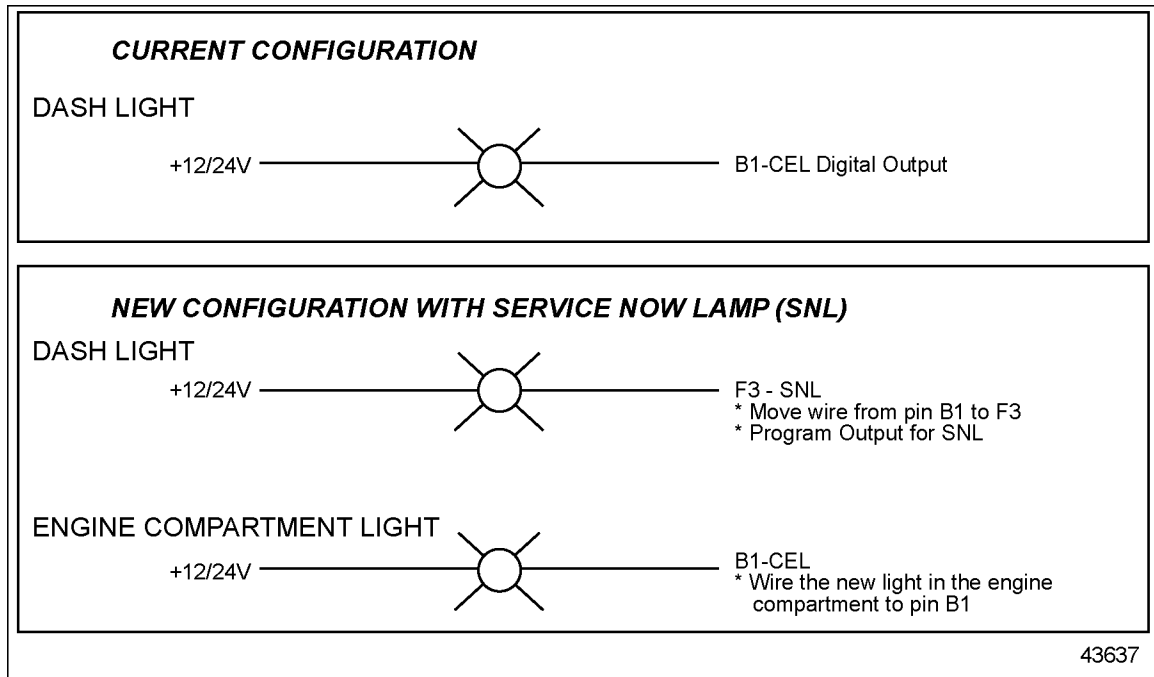 CURRENT CONFIGURATION
DASH LIGHT
+12/24V
B1-CEL Digital Output
NEW CONFIGURATION WITH SERVICE NOW LAMP (SNL)
DASH LIGHT
+12/24V
F3 - SNL
* Move wire from pin B1 to F3
* Program Output for SNL
ENGINE COMPARTMENT LIGHT
+12/24V
B1-CEL
* Wire the new light in the engine
compartment to pin B1
43637